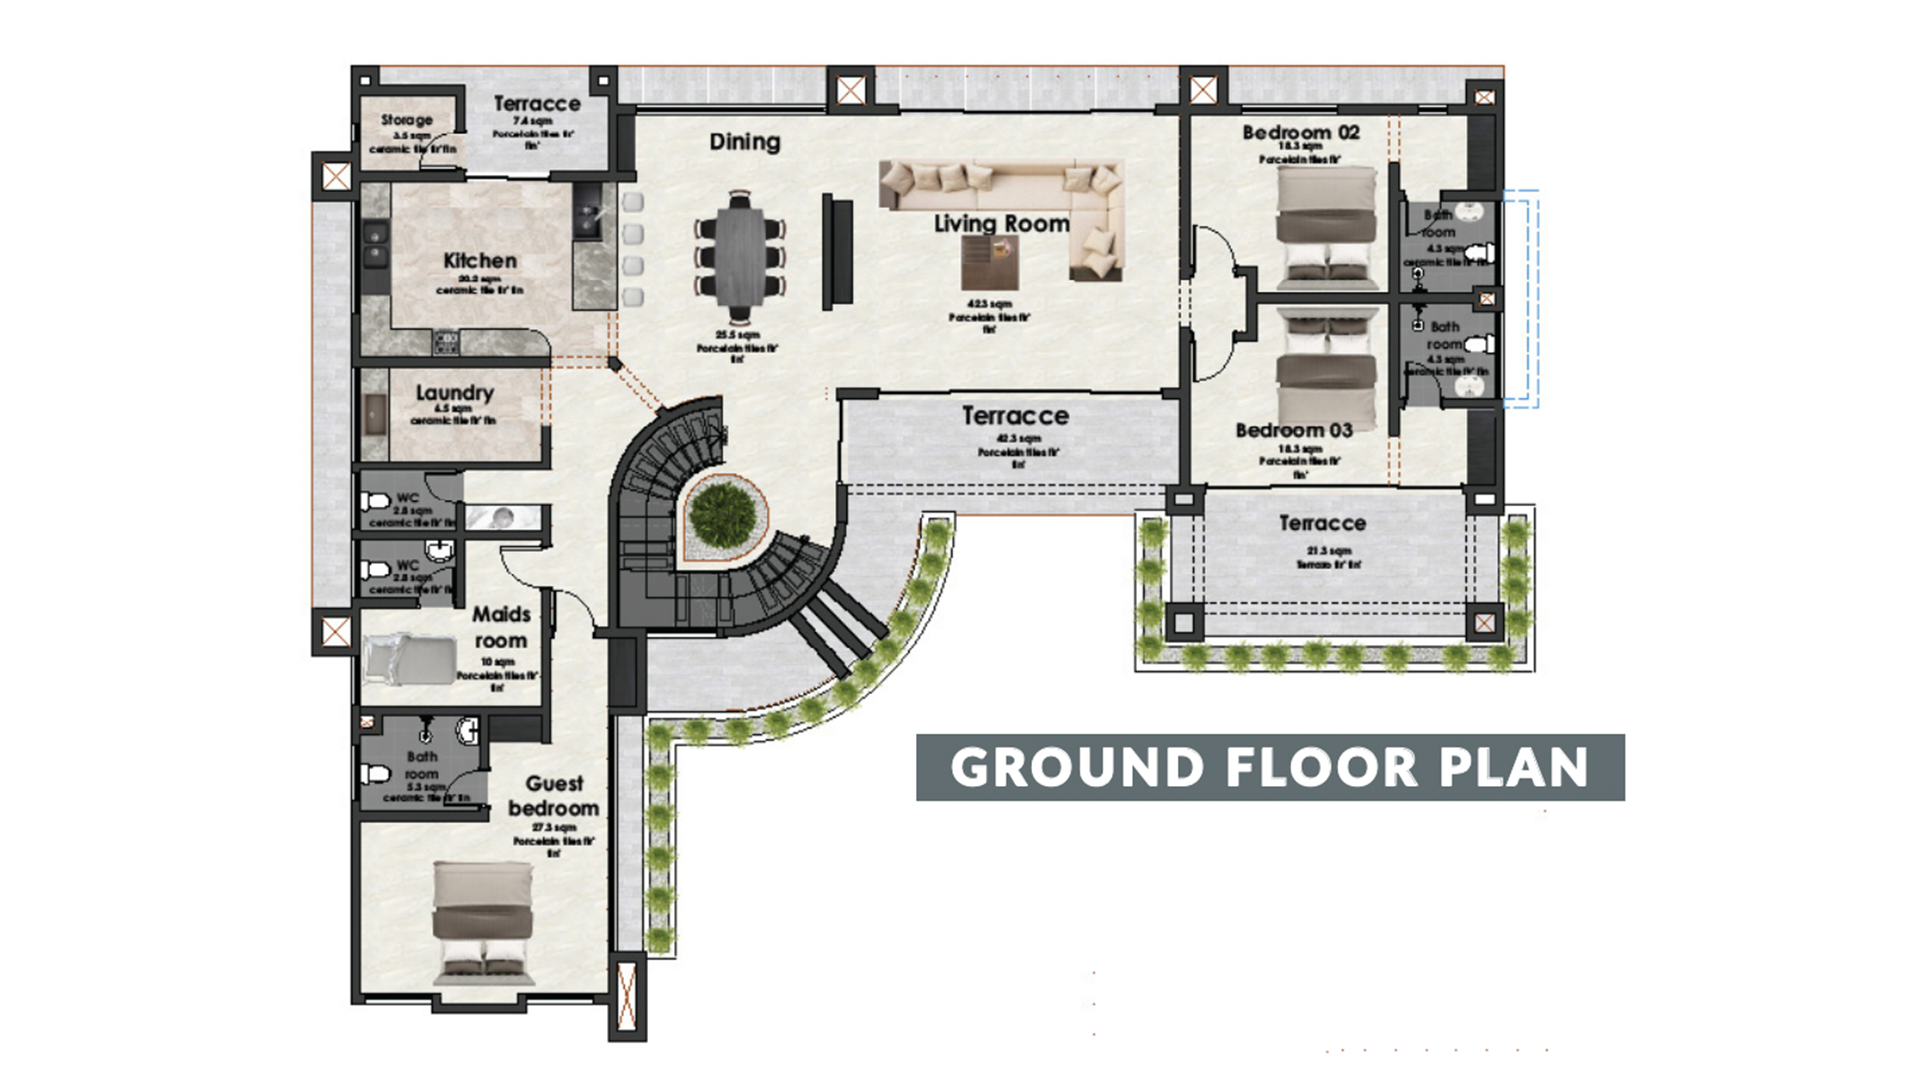 Storage
3.5 sqm
ceramic tile flr' fin
Terracce
7.4 sqm
Porcelain tiles flr'
fin'
Dining
25.5 sqm
Porcelain tiles flr'
fin'
Living Room
42.3 sqm
Porcelain tiles flr'
fin'
Bedroom 02
18.3 sqm
Porcelain tiles flr'
Bath
room
4.3 sqm
ceramic tile flr' fin
Kitchen
20.2 sqm
ceramic tile flr' fin
Bath
room
4.3 sqm
ceramic tile flr' fin
Laundry
6.5 sqm
ceramic tile flr' fin
Terracce
42.3 sqm
Porcelain tiles flr'
fin'
Bedroom 03
18.3 sqm
Porcelain tiles flr'
fin'
WC
2.8 sqm
ceramic tile flr' fin
Terracce
21.3 sqm
Terrazo flr' fin'
WC
2.8 sqm
ceramic tile flr' fin
Maids
room
10 sqm
Porcelain tiles flr'
fin'
Bath
room
5.3 sqm
ceramic tile flr' fin
Guest
bedroom
27.3 sqm
Porcelain tiles flr'
fin'
GROUND FLOOR PLAN